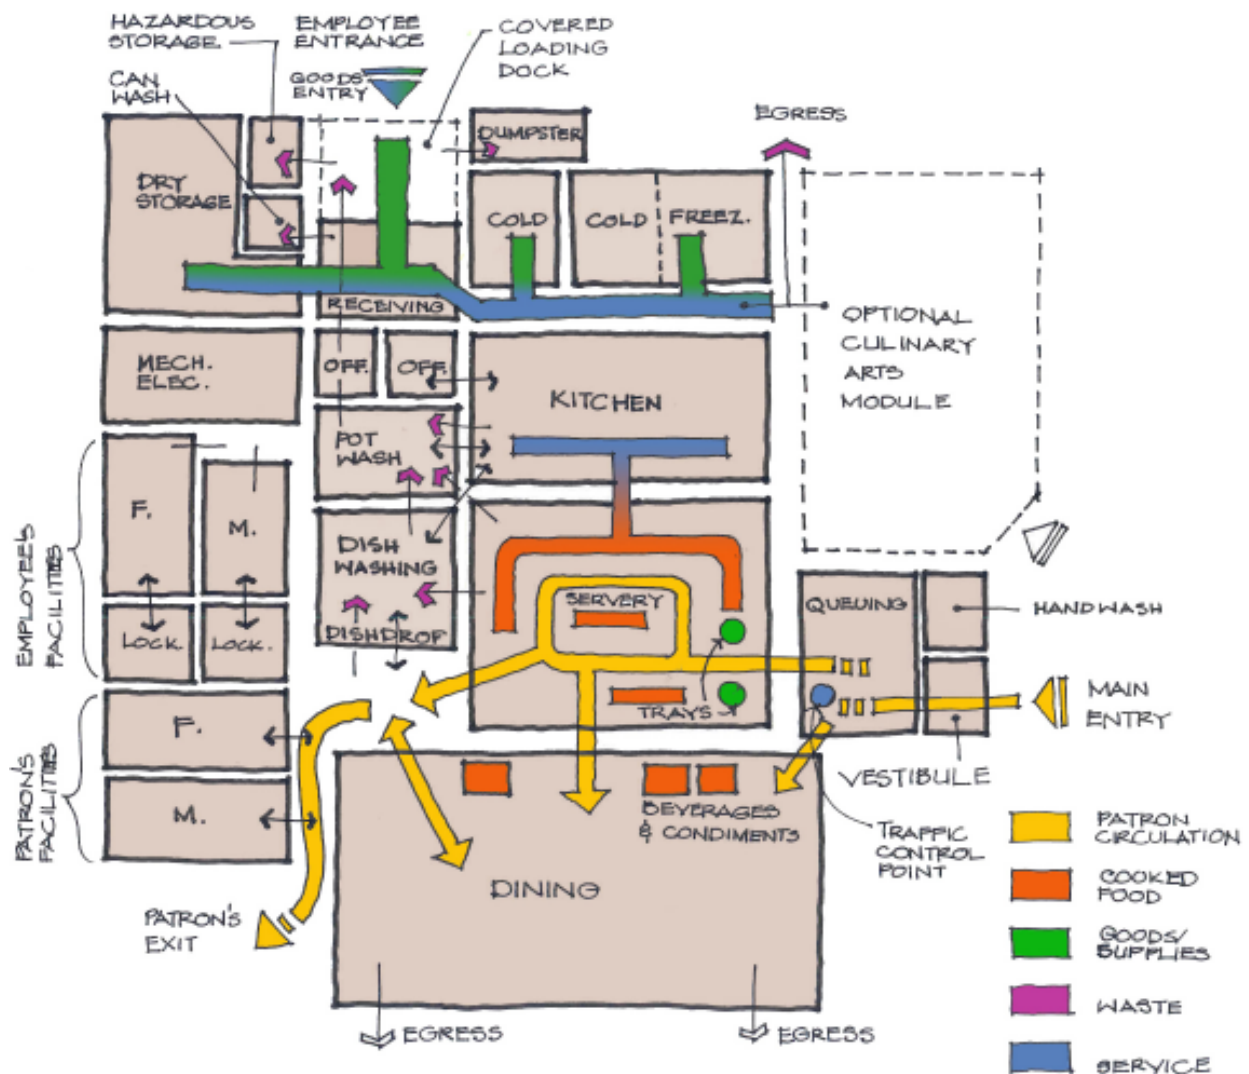 HAZARDOUS
STORAGE
EMPLOYEE
ENTRANCE
COVERED
LOADING
DOCK
CAN
WASH
GOODS
ENTRY
EGRESS
DUMPSTER
DRY
STORAGE
COLD
COLD
FREEZ.
RECEIVING
OPTIONAL
CULINARY
ARTS
MODULE
MECH.
ELEC.
OFF.
OFF.
KITCHEN
POT
WASH
EMPLOYEE'S
FACILITIES
F.
M.
DISH
WASHING
SERVERY
QUEUING
HANDWASH
LOCK.
LOCK.
DISHDROP
TRAYS
MAIN
ENTRY
PATRON'S
FACILITIES
F.
M.
VESTIBULE
BEVERAGES
& CONDIMENTS
TRAFFIC
CONTROL
POINT
DINING
PATRON'S
EXIT
EGRESS
EGRESS
PATRON
CIRCULATION
COOKED
FOOD
GOODS/
SUPPLIES
WASTE
SERVICE